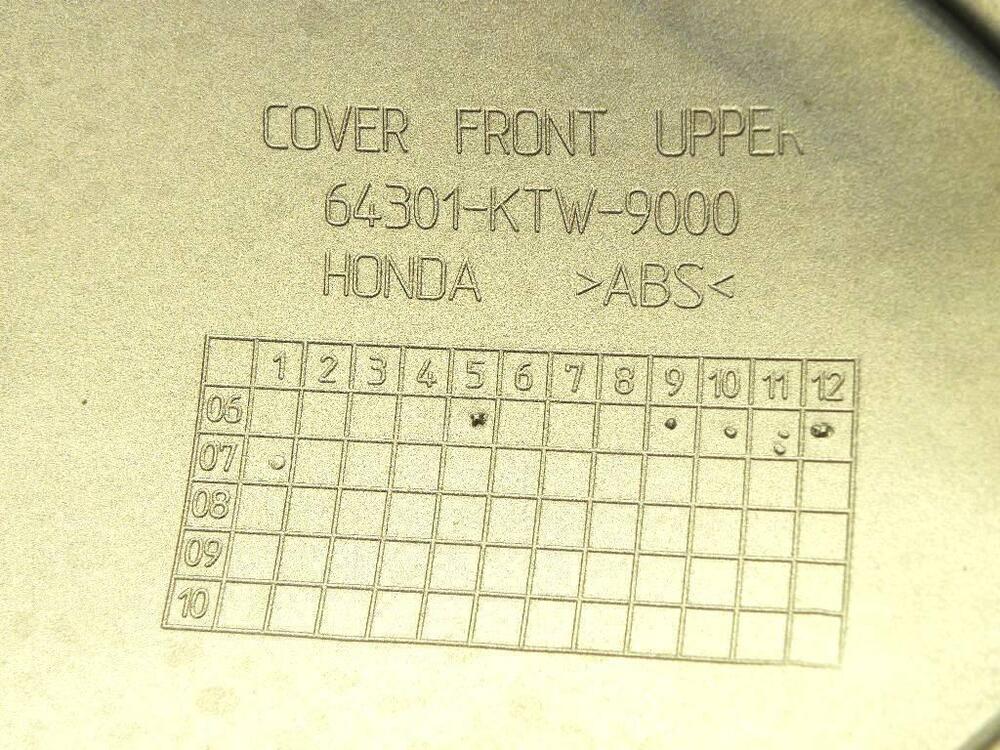 COVER FRONT UPPER
64301-KTW-9000
HONDA >ABS<
1 2 3 4 5 6 7 8 9 10 11 12
06
07
08
09
10